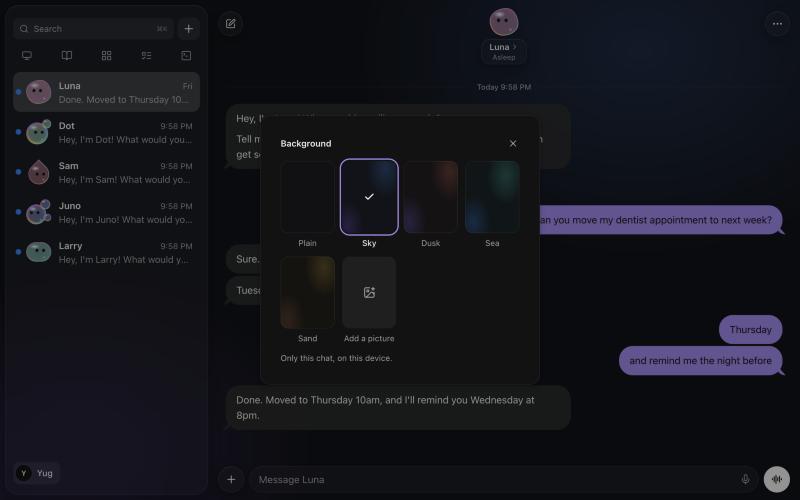 Search
⌘K
Luna
Fri
Done. Moved to Thursday 10...
Dot
9:58 PM
Hey, I'm Dot! What would you...
Sam
9:58 PM
Hey, I'm Sam! What would yo...
Juno
9:58 PM
Hey, I'm Juno! What would yo...
Larry
9:58 PM
Hey, I'm Larry! What would y...
Y
Yug
Luna
Asleep
Today 9:58 PM
Hey,
Tell m
get s
an you move my dentist appointment to next week?
Sure.
Tues
Background
Plain
Sky
Dusk
Sea
Sand
Add a picture
Only this chat, on this device.
Thursday
and remind me the night before
Done. Moved to Thursday 10am, and I'll remind you Wednesday at
8pm.
Message Luna